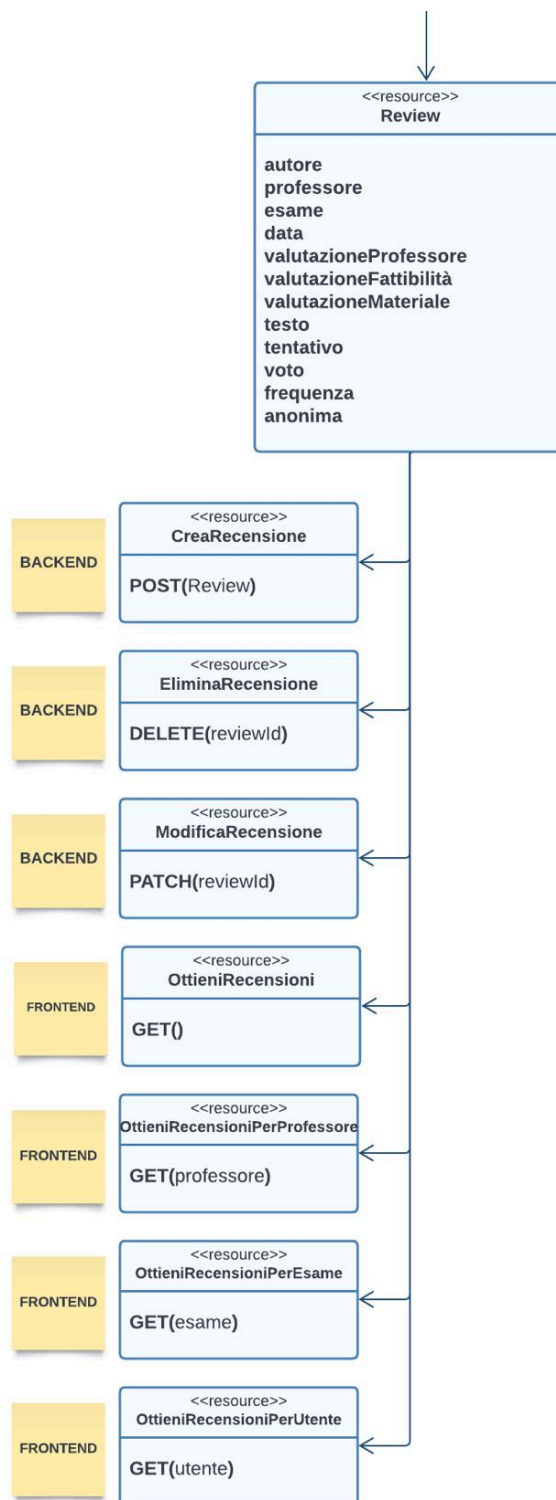 <<resource>>
Review
autore
professore
esame
data
valutazioneProfessore
valutazioneFattibilità
valutazioneMateriale
testo
tentativo
voto
frequenza
anonima
BACKEND
<<resource>>
CreaRecensione
POST(Review)
BACKEND
<<resource>>
EliminaRecensione
DELETE(reviewId)
BACKEND
<<resource>>
ModificaRecensione
PATCH(reviewId)
FRONTEND
<<resource>>
OttieniRecensioni
GET()
FRONTEND
<<resource>>
OttieniRecensioniPerProfessore
GET(professore)
FRONTEND
<<resource>>
OttieniRecensioniPerEsame
GET(esame)
FRONTEND
<<resource>>
OttieniRecensioniPerUtente
GET(utente)